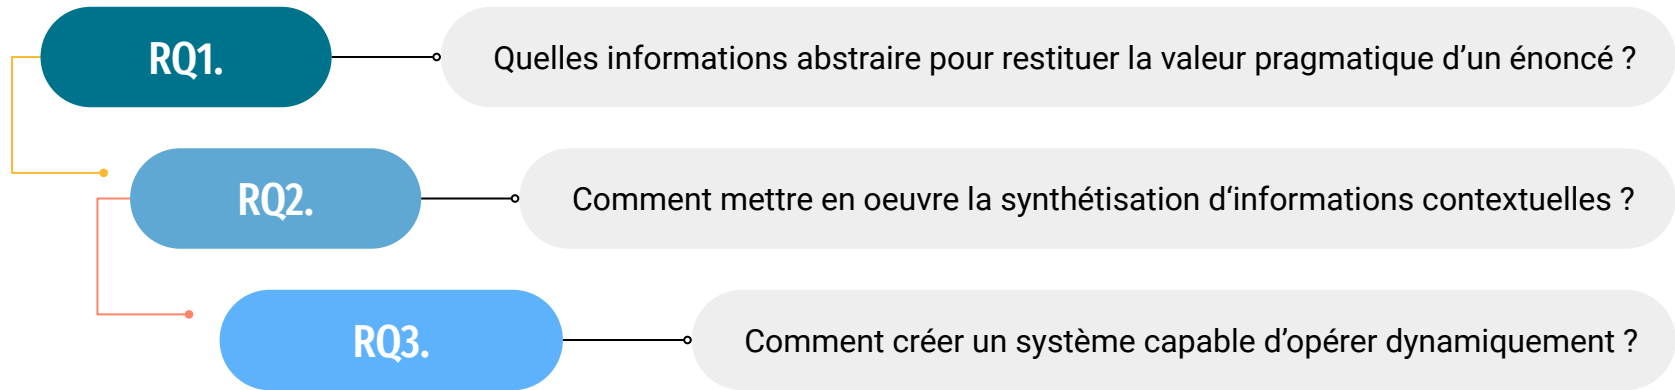 RQ1.
Quelles informations abstraire pour restituer la valeur pragmatique d’un énoncé ?
RQ2.
Comment mettre en oeuvre la synthétisation d‘informations contextuelles ?
RQ3.
Comment créer un système capable d’opérer dynamiquement ?